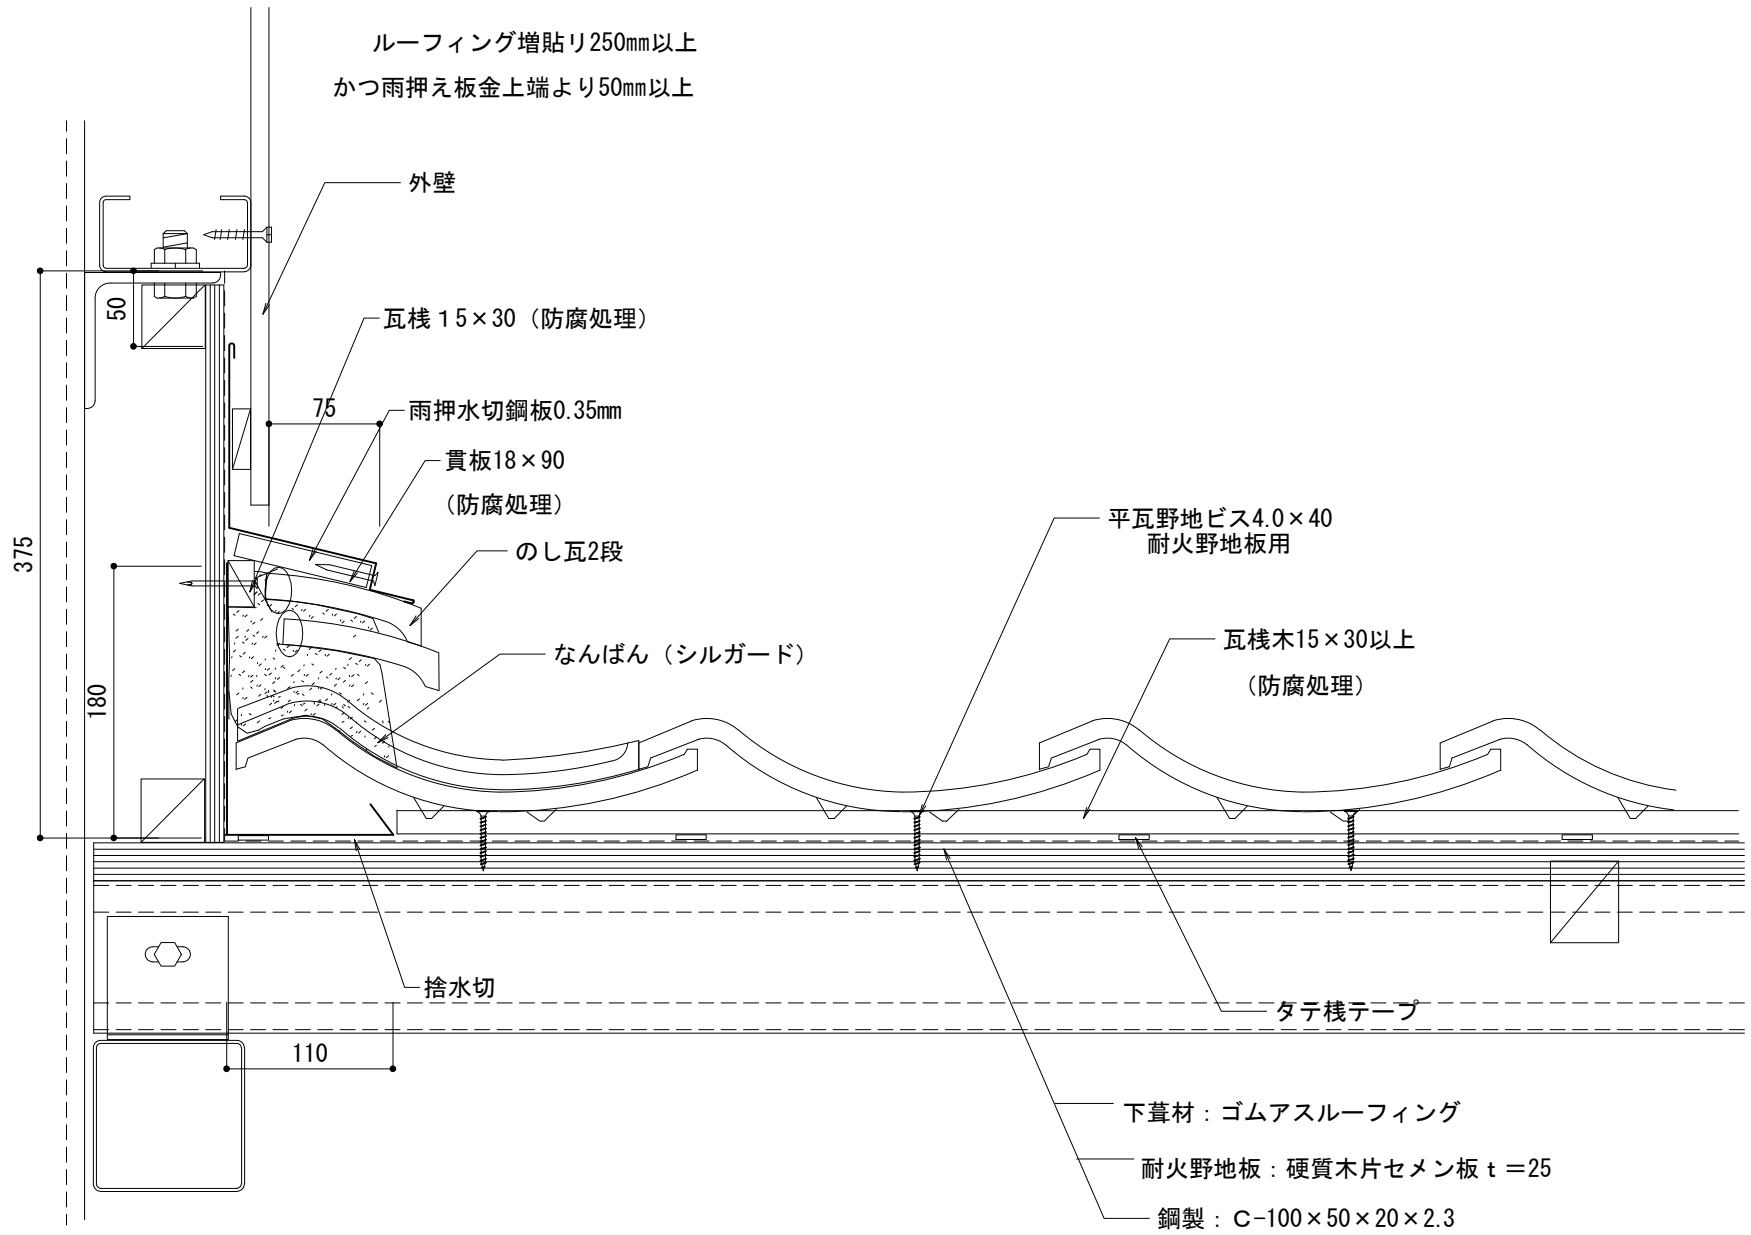 ルーフィング増貼リ250mm以上
かつ雨押え板金上端より50mm以上
外壁
瓦桟15×30（防腐処理）
50
75
雨押水切鋼板0.35mm
貫板18×90
（防腐処理）
のし瓦2段
375
平瓦野地ビス4.0×40
耐火野地板用
なんばん（シルガード）
瓦桟木15×30以上
（防腐処理）
180
捨水切
タテ桟テープ
110
下葺材：ゴムアスルーフィング
耐火野地板：硬質木片セメン板ｔ＝25
鋼製：Ｃ-100×50×20×2.3